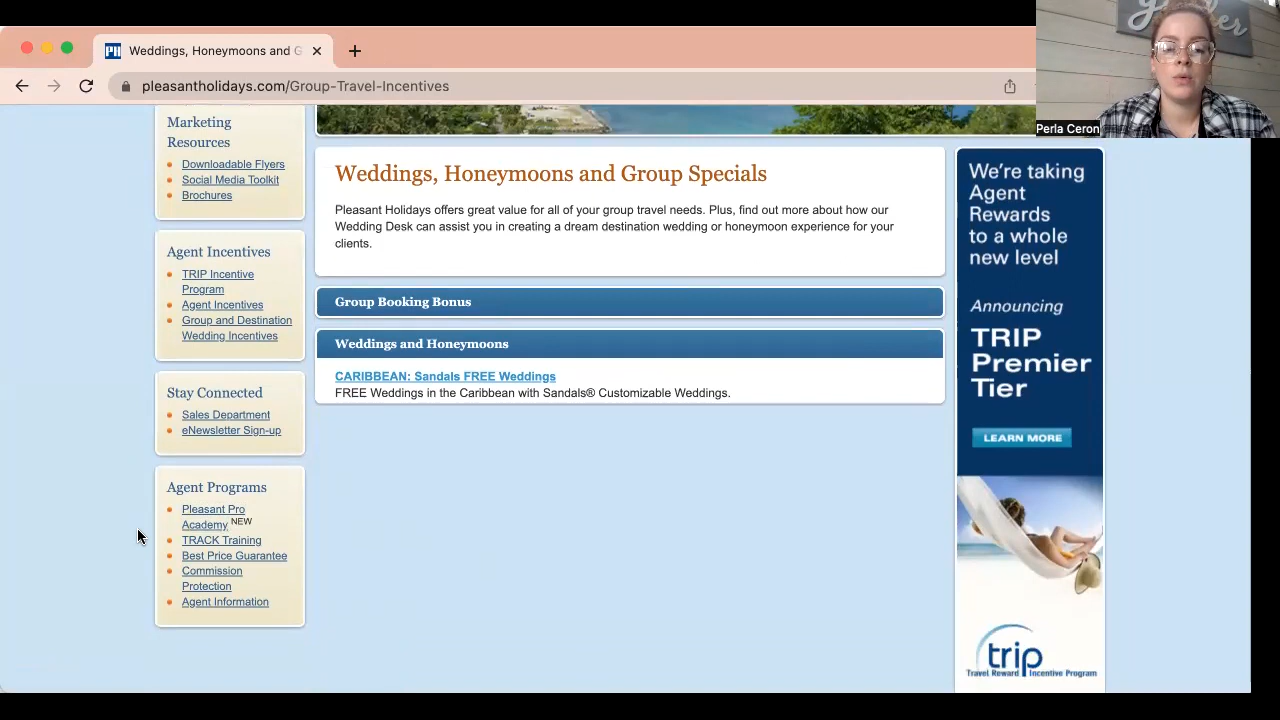 Weddings, Honeymoons and G
pleasantholidays.com/Group-Travel-Incentives
Perla Ceron
Marketing
Resources
Downloadable Flyers
Social Media Toolkit
Brochures
Agent Incentives
TRIP Incentive
Program
Agent Incentives
Group and Destination
Wedding Incentives
Stay Connected
Sales Department
eNewsletter Sign-up
Agent Programs
Pleasant Pro
Academy NEW
TRACK Training
Best Price Guarantee
Commission
Protection
Agent Information
Weddings, Honeymoons and Group Specials
Pleasant Holidays offers great value for all of your group travel needs. Plus, find out more about how our
Wedding Desk can assist you in creating a dream destination wedding or honeymoon experience for your
clients.
Group Booking Bonus
Weddings and Honeymoons
CARIBBEAN: Sandals FREE Weddings
FREE Weddings in the Caribbean with Sandals® Customizable Weddings.
We're taking
Agent
Rewards
to a whole
new level
Announcing
TRIP
Premier
Tier
LEARN MORE
trip
Travel Reward Incentive Program